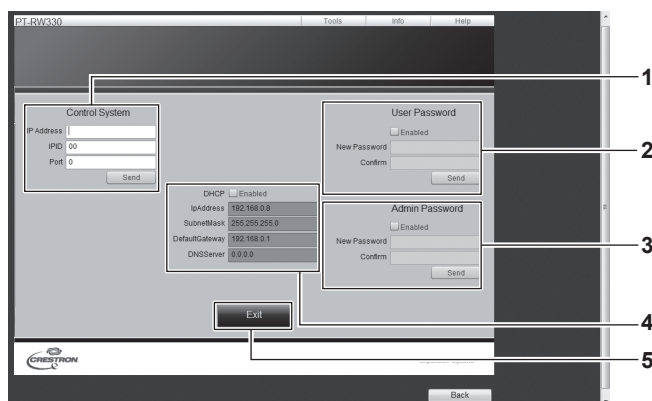 PT-RW330 Tools Info Help
1
Control System
IP Address
IPID 00
Port 0
Send
User Password
Enabled
New Password
Confirm
Send
2
DHCP Enabled
IpAddress 192.168.0.8
SubnetMask 255.255.255.0
DefaultGateway 192.168.0.1
DNSServer 0.0.0.0
Admin Password
Enabled
New Password
Confirm
Send
3
4
Exit
5
CRESTRON
Back